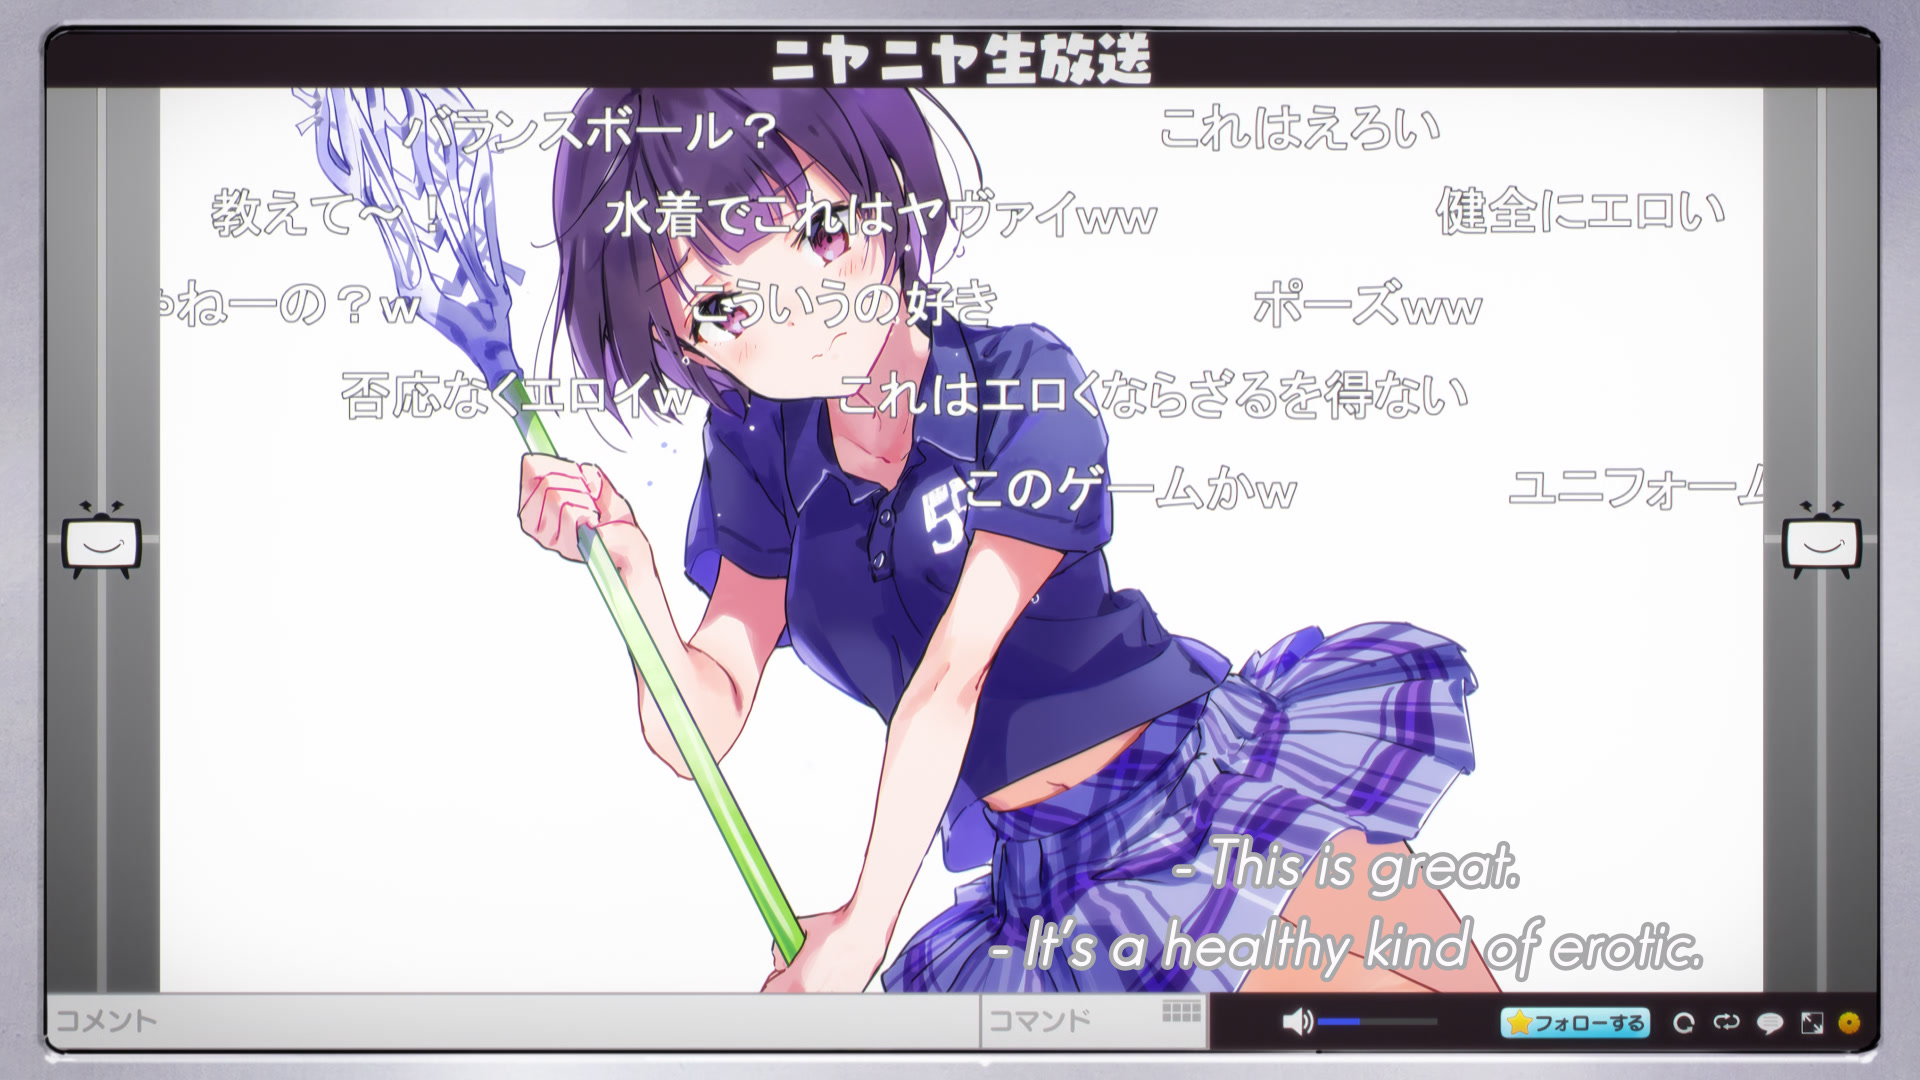 ニヤニヤ生放送
バランスボール？
これはえろい
教えて～！
水着でこれはヤヴァイww
健全にエロい
ゃねーの？w
こういうの好き
ポーズww
否応なくエロイw
これはエロくならざるを得ない
55
このゲームかw
ユニフォーム
- This is great.
- It's a healthy kind of erotic.
コメント
コマンド
フォローする